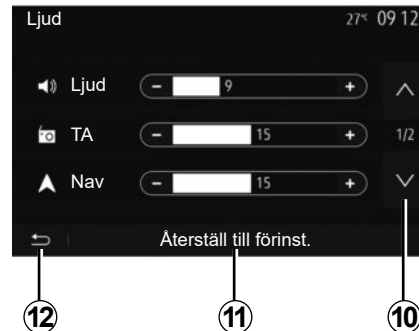 Ljud 27°C 09 12
Ljud - 9 +
TA - 15 + 1/2
Nav - 15 +
Återställ till förinst.
12 11 10